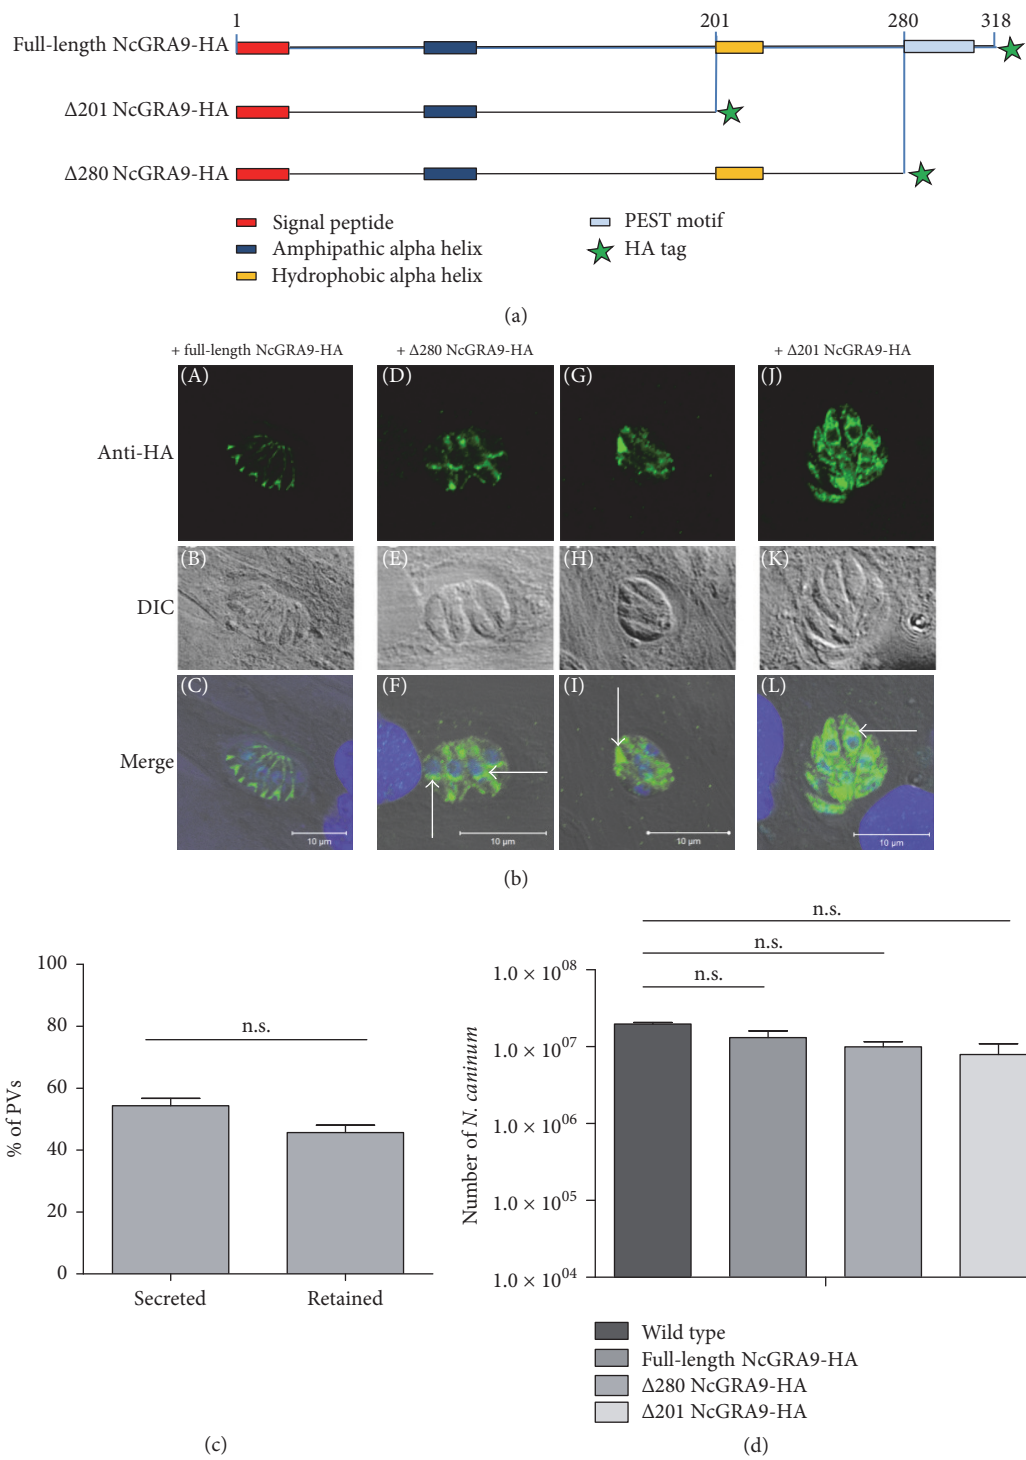 1 201 280 318
Full-length NcGRA9-HA
Δ201 NcGRA9-HA
Δ280 NcGRA9-HA
Signal peptide
Amphipathic alpha helix
Hydrophobic alpha helix
PEST motif
HA tag
(a)
+ full-length NcGRA9-HA
+ Δ280 NcGRA9-HA
+ Δ201 NcGRA9-HA
Anti-HA
(A) (D) (G) (J)
DIC
(B) (E) (H) (K)
Merge
(C) (F) (I) (L)
10 μm 10 μm 10 μm 10 μm
(b)
100
80
60
40
20
0
% of PVs
n.s.
Secreted Retained
(c)
n.s.
n.s.
n.s.
1.0 × 10^08
1.0 × 10^07
1.0 × 10^06
1.0 × 10^05
1.0 × 10^04
Number of N. caninum
Wild type
Full-length NcGRA9-HA
Δ280 NcGRA9-HA
Δ201 NcGRA9-HA
(d)